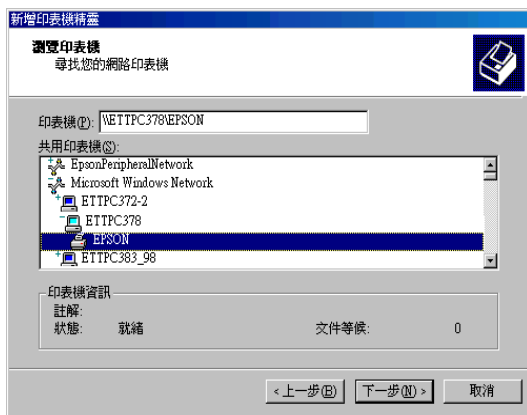 新增印表機精靈
瀏覽印表機
尋找您的網路印表機
印表機(P): \\ETTPC378\EPSON
共用印表機(S):
EpsonPeripheralNetwork
Microsoft Windows Network
ETTPC372-2
ETTPC378
EPSON
ETTPC383_98
印表機資訊
註解:
狀態: 就緒 文件等候: 0
<上一步(B) 下一步(N)> 取消